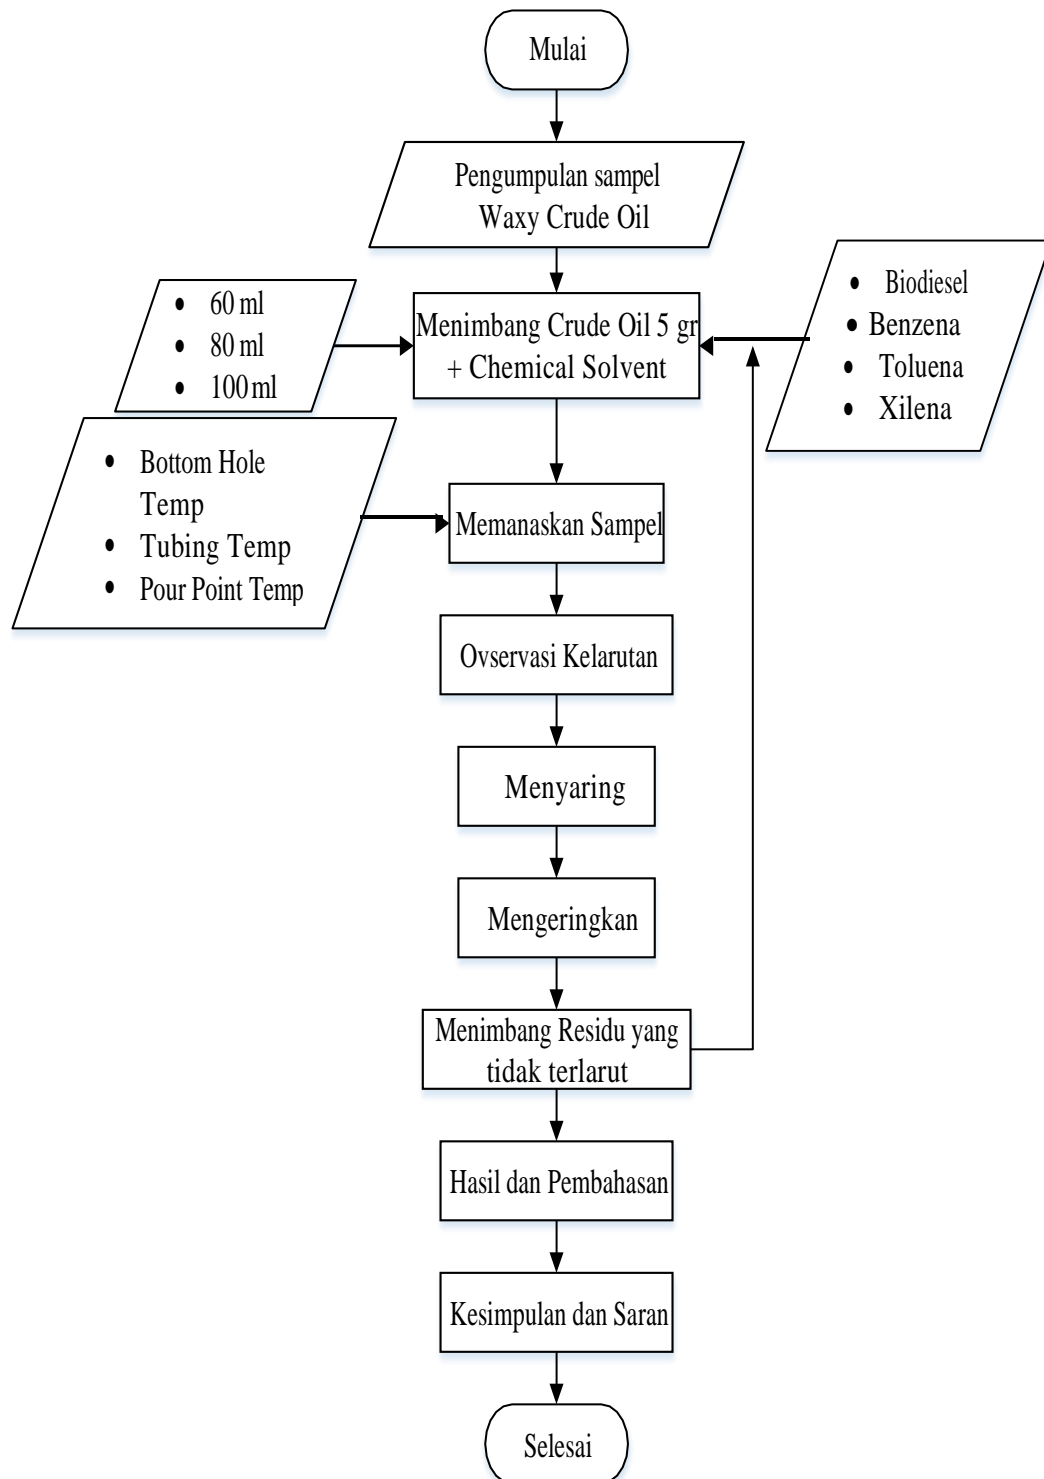 Mulai
Pengumpulan sampel
Waxy Crude Oil
• 60 ml
• 80 ml
• 100 ml
Menimbang Crude Oil 5 gr
+ Chemical Solvent
• Biodiesel
• Benzena
• Toluena
• Xilena
• Bottom Hole
Temp
• Tubing Temp
• Pour Point Temp
Memanaskan Sampel
Ovservasi Kelarutan
Menyaring
Mengeringkan
Menimbang Residu yang
tidak terlarut
Hasil dan Pembahasan
Kesimpulan dan Saran
Selesai